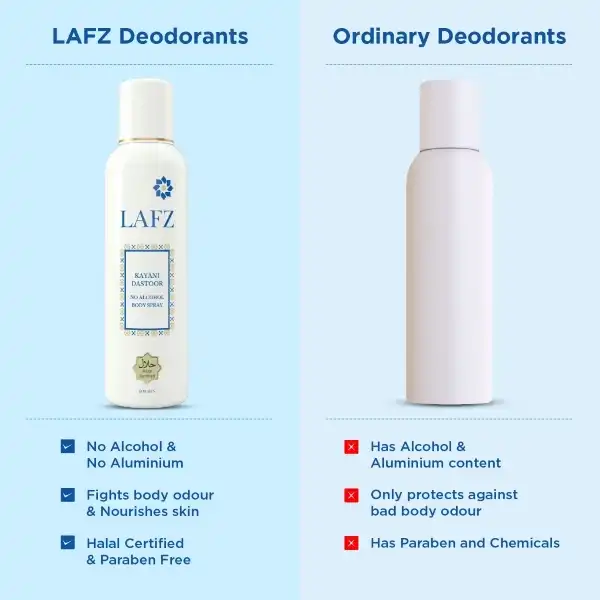 LAFZ Deodorants
LAFZ
KAYANI
DASTOOR
NO ALCOHOL
BODY SPRAY
حلال
No Alcohol &
No Aluminium
Fights body odour
& Nourishes skin
Halal Certified
& Paraben Free
Ordinary Deodorants
Has Alcohol &
Aluminium content
Only protects against
bad body odour
Has Paraben and Chemicals